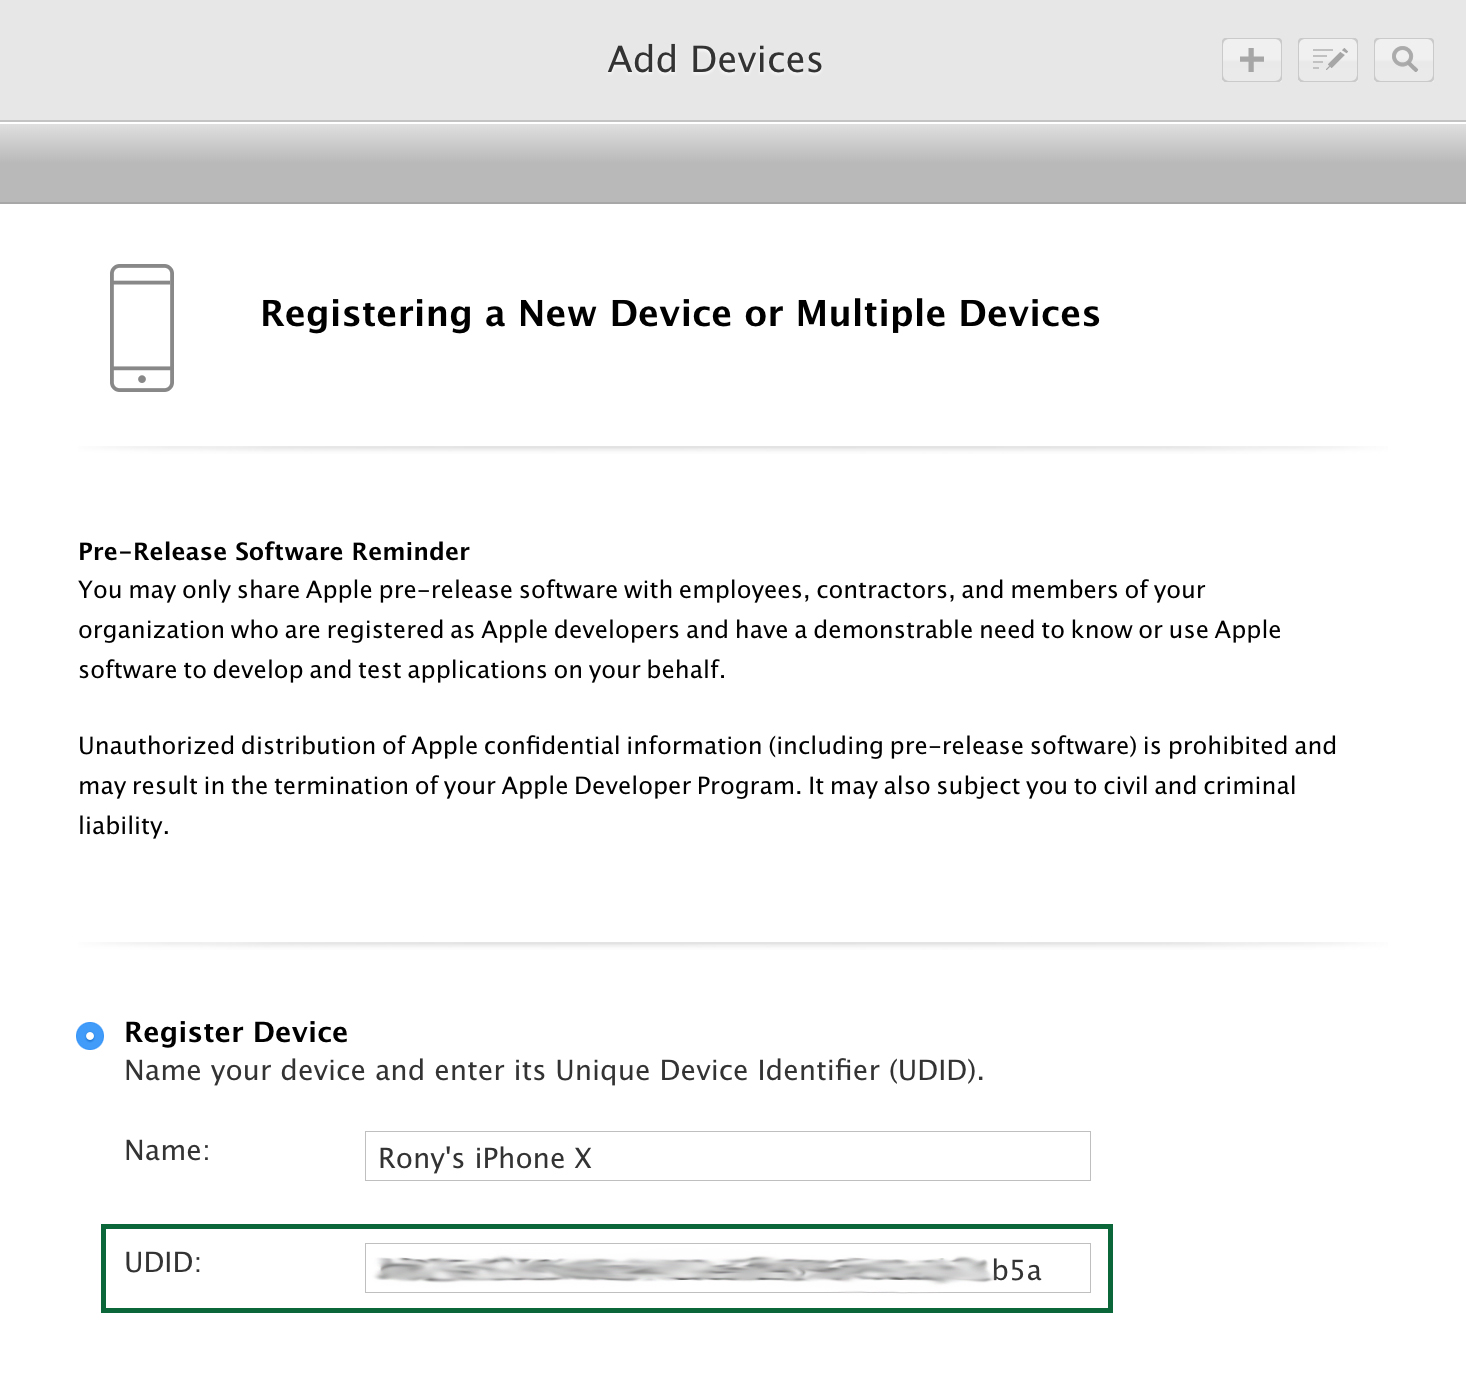 Add Devices
Registering a New Device or Multiple Devices
Pre-Release Software Reminder
You may only share Apple pre-release software with employees, contractors, and members of your
organization who are registered as Apple developers and have a demonstrable need to know or use Apple
software to develop and test applications on your behalf.
Unauthorized distribution of Apple confidential information (including pre-release software) is prohibited and
may result in the termination of your Apple Developer Program. It may also subject you to civil and criminal
liability.
Register Device
Name your device and enter its Unique Device Identifier (UDID).
Name: Rony's iPhone X
UDID: b5a